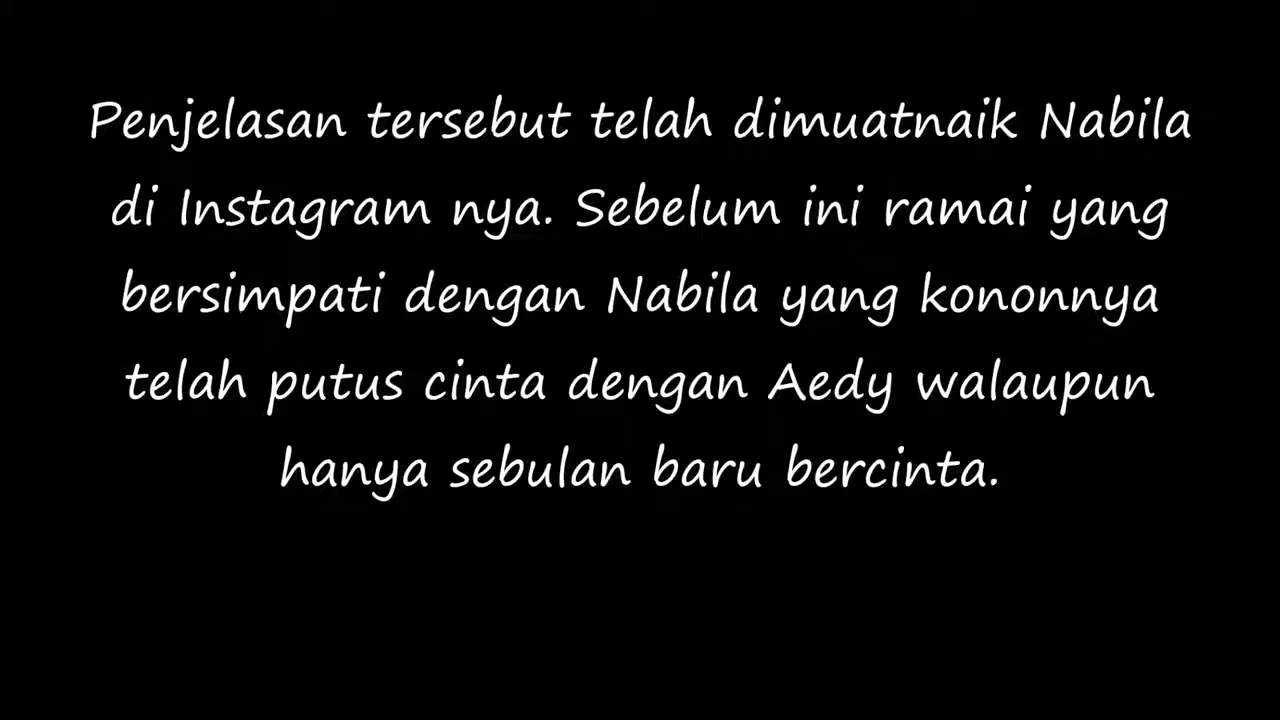 Penjelasan tersebut telah dimuatnaik Nabila
di Instagram nya. Sebelum ini ramai yang
bersimpati dengan Nabila yang kononnya
telah putus cinta dengan Aedy walaupun
hanya sebulan baru bercinta.